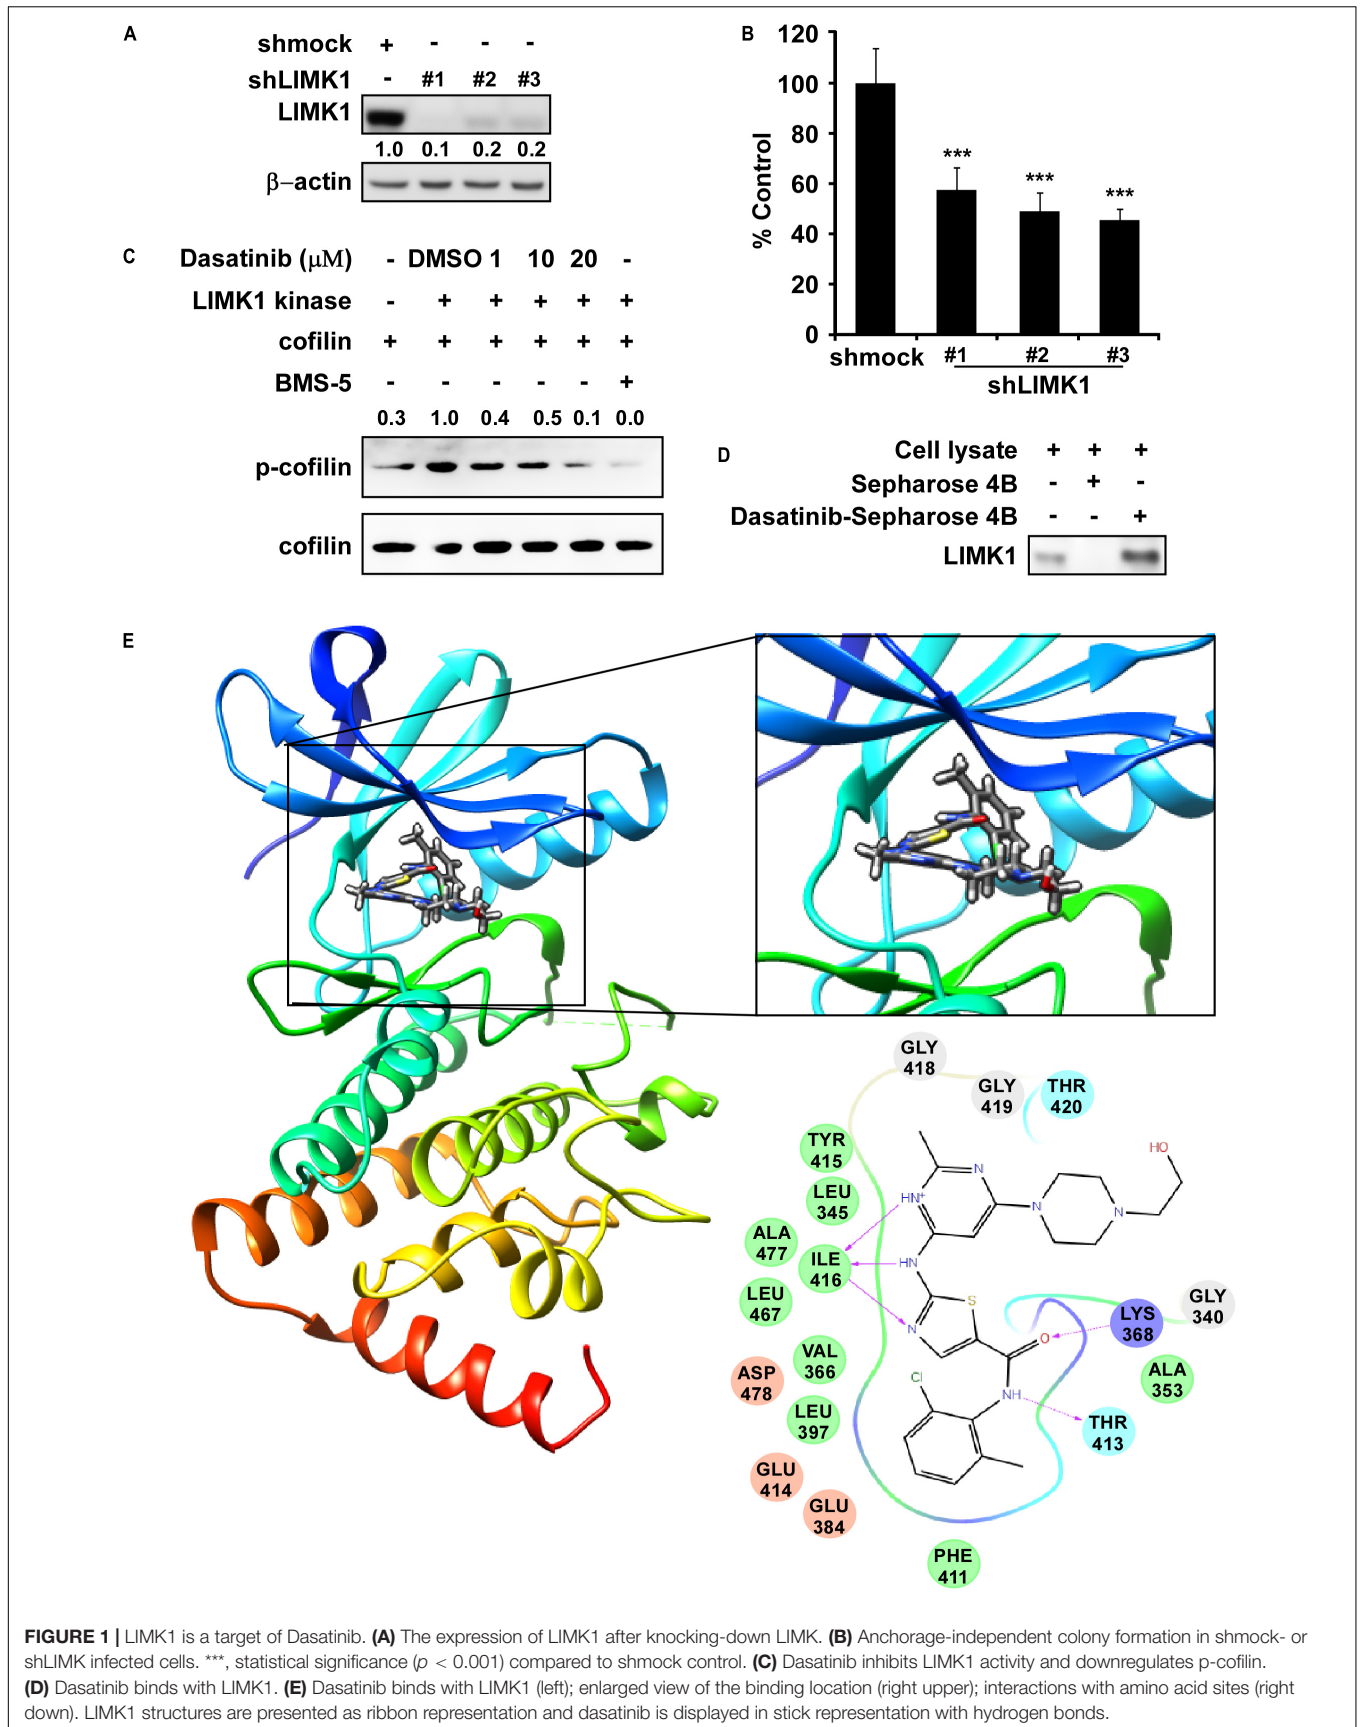 A
shmock + - - -
shLIMK1 - #1 #2 #3
LIMK1
1.0 0.1 0.2 0.2
β–actin
B
% Control
120
100
80
60
40
20
0
*** *** ***
shmock #1 #2 #3
shLIMK1
C
Dasatinib (μM) - DMSO 1 10 20 -
LIMK1 kinase - + + + + +
cofilin + + + + + +
BMS-5 - - - - - +
0.3 1.0 0.4 0.5 0.1 0.0
p-cofilin
cofilin
D
Cell lysate + + +
Sepharose 4B - + -
Dasatinib-Sepharose 4B - - +
LIMK1
E
GLY
418
GLY
419
THR
420
TYR
415
LEU
345
ALA
477
ILE
416
LEU
467
VAL
366
ASP
478
LEU
397
GLU
414
GLU
384
PHE
411
HO
N
HN+
N
N
HN
S
N
O
Cl
NH
LYS
368
GLY
340
ALA
353
THR
413
FIGURE 1 | LIMK1 is a target of Dasatinib. (A) The expression of LIMK1 after knocking-down LIMK. (B) Anchorage-independent colony formation in shmock- or
shLIMK infected cells. ***, statistical significance (p < 0.001) compared to shmock control. (C) Dasatinib inhibits LIMK1 activity and downregulates p-cofilin.
(D) Dasatinib binds with LIMK1. (E) Dasatinib binds with LIMK1 (left); enlarged view of the binding location (right upper); interactions with amino acid sites (right
down). LIMK1 structures are presented as ribbon representation and dasatinib is displayed in stick representation with hydrogen bonds.